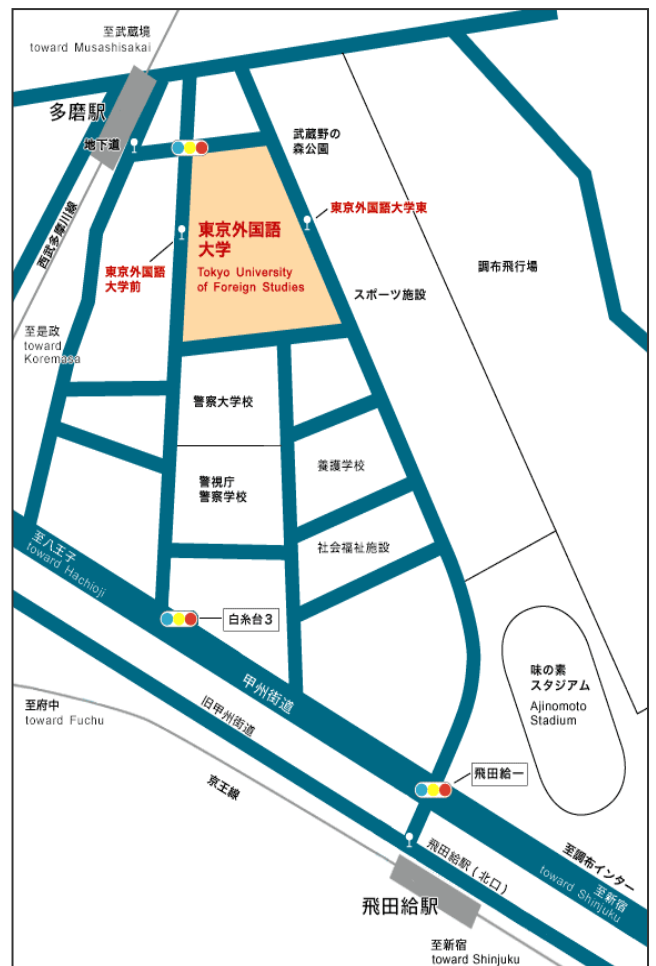 至武蔵境
toward Musashisakai
多磨駅
地下道
武蔵野の
森公園
東京外国語大学東
東京外国語
大学
Tokyo University
of Foreign Studies
東京外国語
大学前
西武多摩川線
調布飛行場
スポーツ施設
至是政
toward
Koremasa
警察大学校
養護学校
警視庁
警察学校
社会福祉施設
至八王子
toward Hachioji
白糸台3
味の素
スタジアム
Ajinomoto
Stadium
甲州街道
至府中
toward Fuchu
旧甲州街道
飛田給一
京王線
飛田給駅(北口)
至調布インター
至新宿
toward Shinjuku
飛田給駅
至新宿
toward Shinjuku